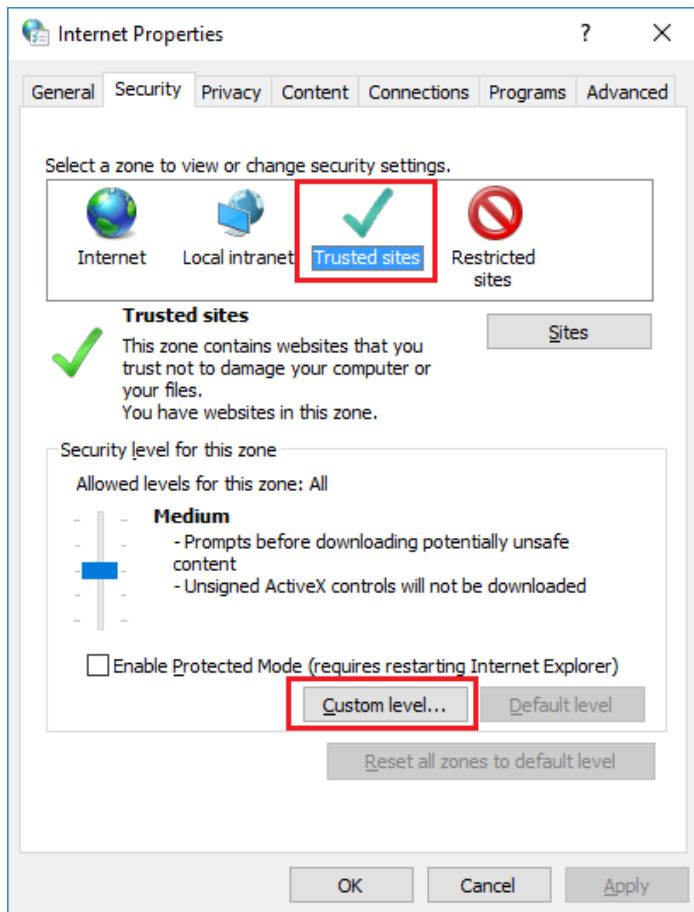 Internet Properties
?
General Security Privacy Content Connections Programs Advanced
Select a zone to view or change security settings.
Internet Local intranet Trusted sites Restricted
sites
Trusted sites
Sites
This zone contains websites that you
trust not to damage your computer or
your files.
You have websites in this zone.
Security level for this zone
Allowed levels for this zone: All
Medium
- Prompts before downloading potentially unsafe
content
- Unsigned ActiveX controls will not be downloaded
Enable Protected Mode (requires restarting Internet Explorer)
Custom level... Default level
Reset all zones to default level
OK Cancel Apply